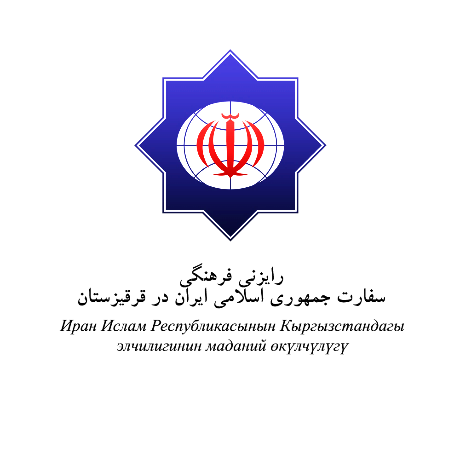 رایزنی فرهنگی
سفارت جمهوری اسلامی ایران در قرقیزستان
Иран Ислам Республикасынын Кыргызстандагы
элчилигинин маданий өкүлчүлүгү